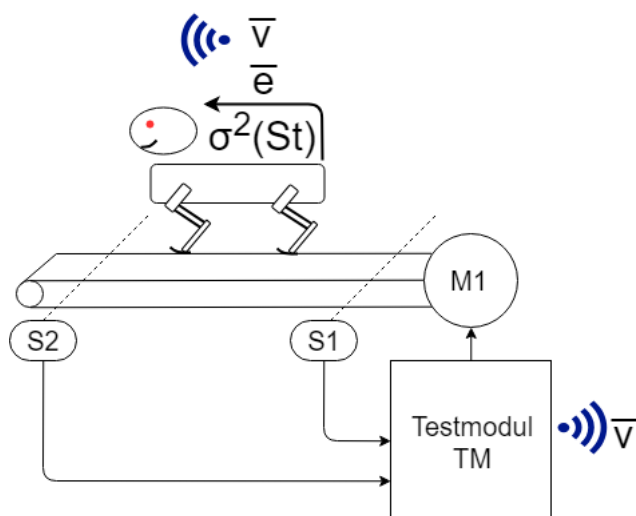 v̅
e̅
σ²(St)
M1
S2
S1
Testmodul
TM
v̅